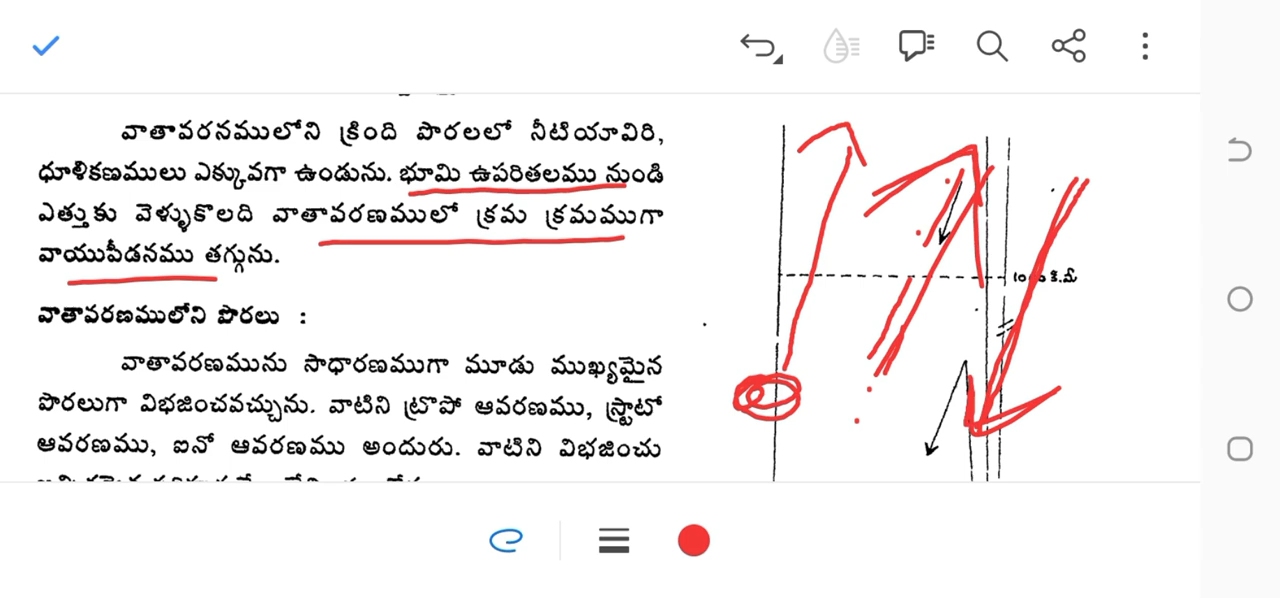 వాతావరనములోని క్రింది పొరలలో నీటియావిరి,
ధూళికణములు ఎక్కువగా ఉండును. భూమి ఉపరితలము నుండి
ఎత్తుకు వెళ్ళుకొలది వాతావరణములో క్రమ క్రమముగా
వాయుపీడనము తగ్గును.
వాతావరణములోని పొరలు :
వాతావరణమును సాధారణముగా మూడు ముఖ్యమైన
పొరలుగా విభజించవచ్చును. వాటిని ట్రొపో ఆవరణము, స్ట్రాటో
ఆవరణము, ఐనో ఆవరణము అందురు. వాటిని విభజించు
కి.మీ